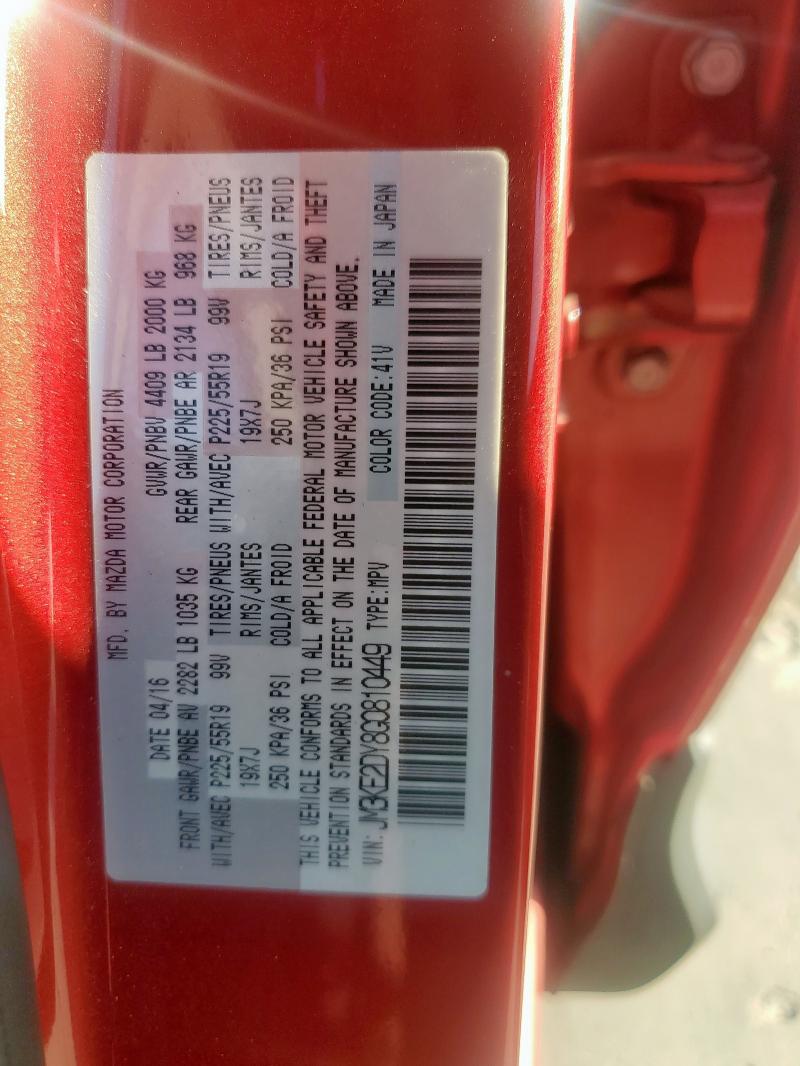 MFD. BY MAZDA MOTOR CORPORATION
DATE 04/16 GVWR/PNBV 4409 LB 2000 KG
FRONT GAWR/PNBE AV 2282 LB 1035 KG REAR GAWR/PNBE AR 2134 LB 968 KG
WITH/AVEC P225/55R19 99V TIRES/PNEUS WITH/AVEC P225/55R19 99V TIRES/PNEUS
19X7J RIMS/JANTES 19X7J RIMS/JANTES
250 KPA/36 PSI COLD/A FROID 250 KPA/36 PSI COLD/A FROID
THIS VEHICLE CONFORMS TO ALL APPLICABLE FEDERAL MOTOR VEHICLE SAFETY AND THEFT
PREVENTION STANDARDS IN EFFECT ON THE DATE OF MANUFACTURE SHOWN ABOVE.
VIN: JM3KE2DY8G0810449 TYPE:MPV COLOR CODE:41V MADE IN JAPAN